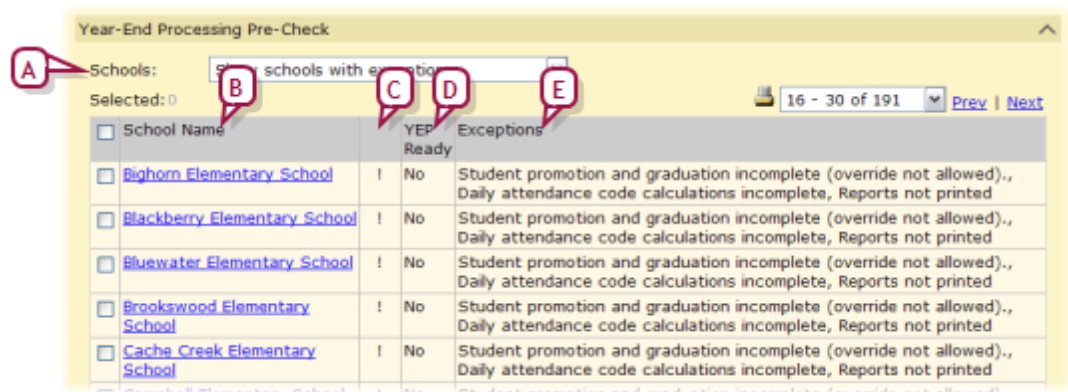 Year-End Processing Pre-Check
A
Schools: Show schools with exception
B C D E
Selected: 0 16 - 30 of 191 Prev | Next
School Name YEP Ready Exceptions
Bighorn Elementary School ! No Student promotion and graduation incomplete (override not allowed).,
Daily attendance code calculations incomplete, Reports not printed
Blackberry Elementary School ! No Student promotion and graduation incomplete (override not allowed).,
Daily attendance code calculations incomplete, Reports not printed
Bluewater Elementary School ! No Student promotion and graduation incomplete (override not allowed).,
Daily attendance code calculations incomplete, Reports not printed
Brookswood Elementary ! No Student promotion and graduation incomplete (override not allowed).,
School Daily attendance code calculations incomplete, Reports not printed
Cache Creek Elementary ! No Student promotion and graduation incomplete (override not allowed).,
School Daily attendance code calculations incomplete, Reports not printed